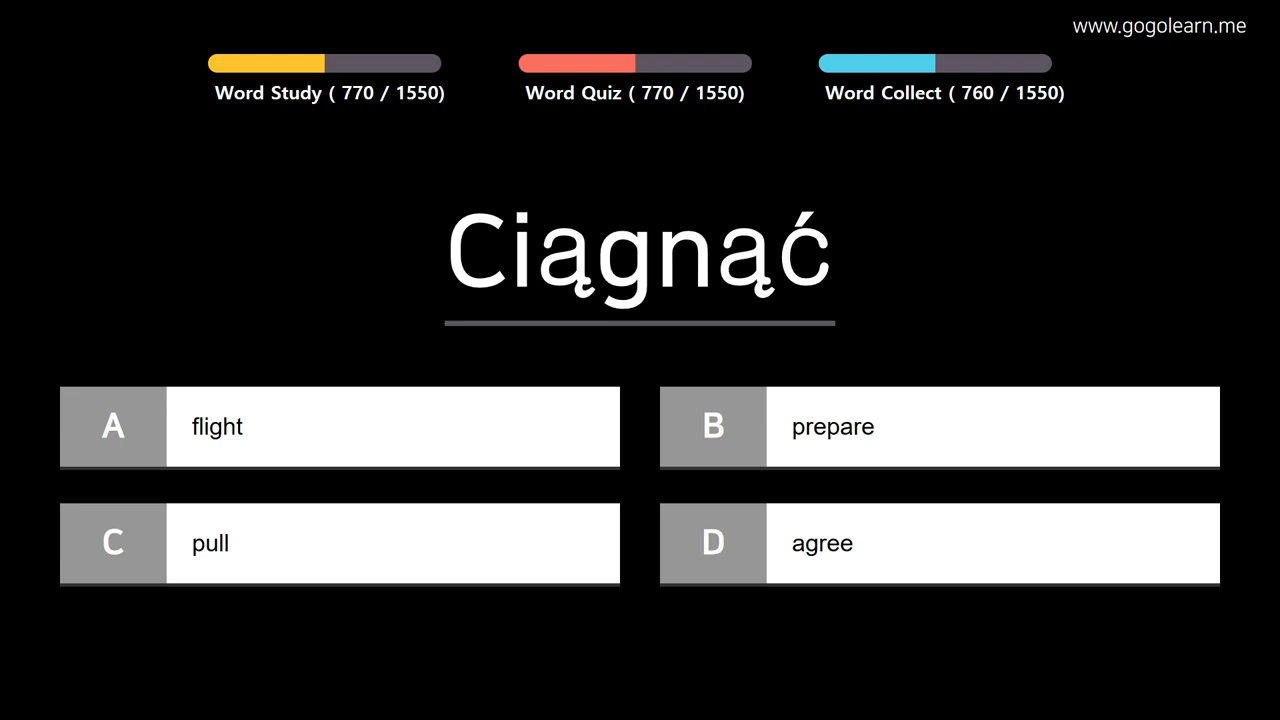 www.gogolearn.me
Word Study ( 770 / 1550)
Word Quiz ( 770 / 1550)
Word Collect ( 760 / 1550)
Ciągnąć
A flight
B prepare
C pull
D agree